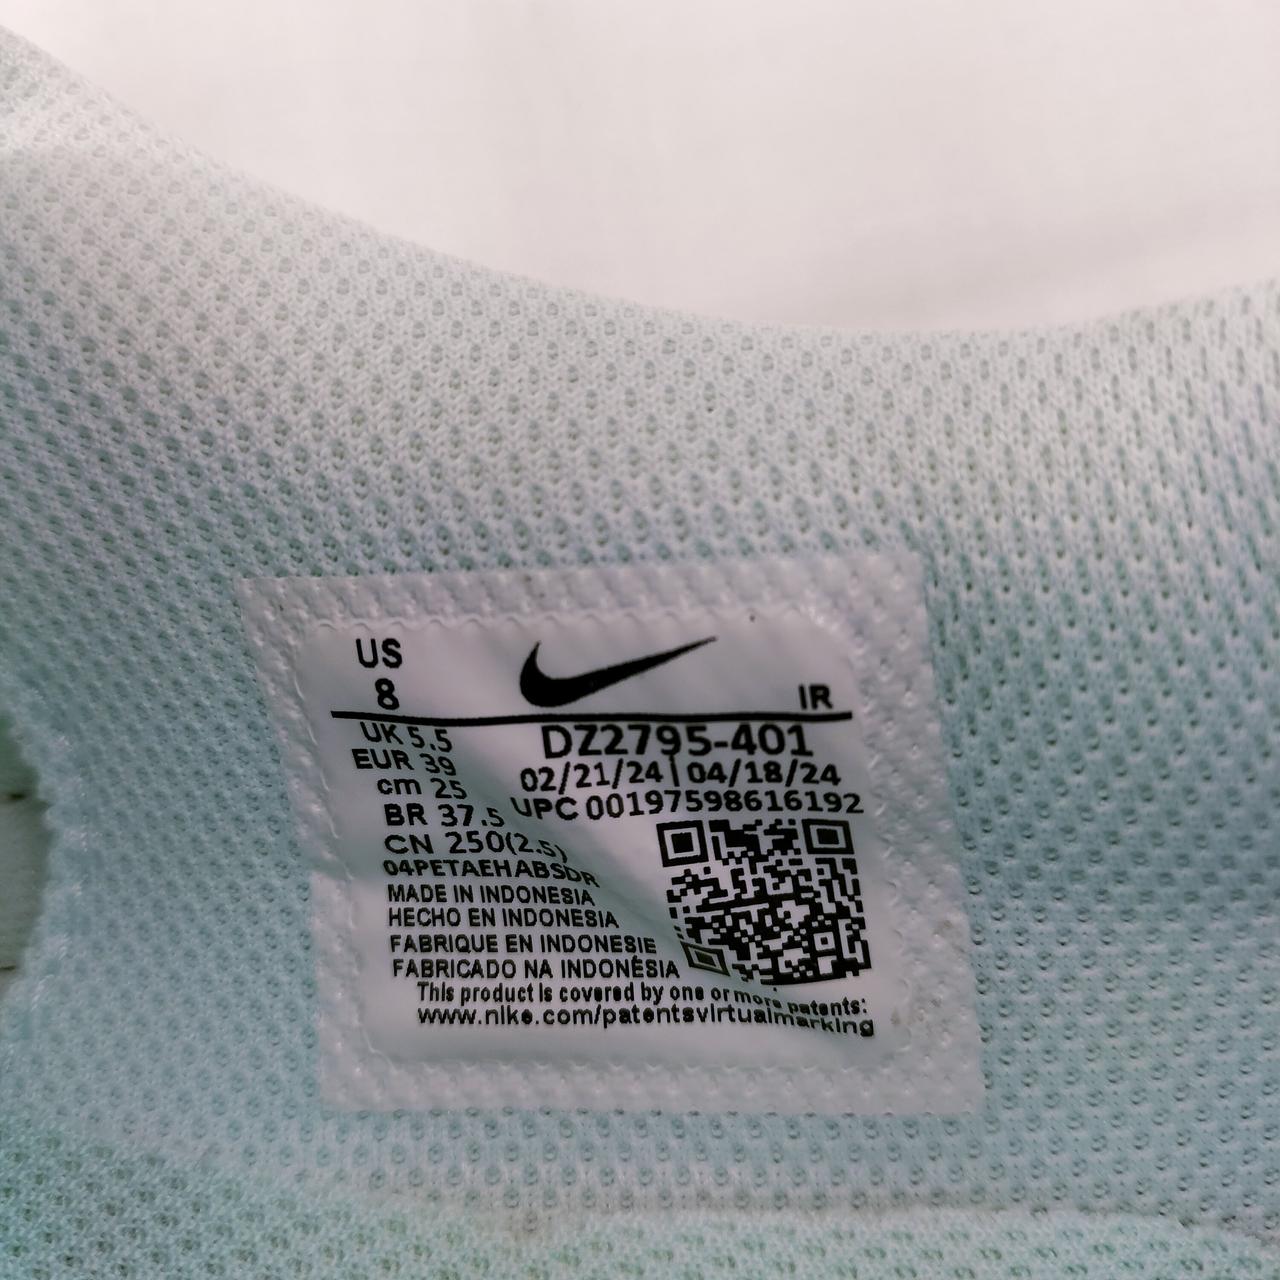 US
8
IR
UK 5.5
EUR 39
cm 25
BR 37.5
CN 250(2.5)
DZ2795-401
02/21/24 | 04/18/24
UPC 00197598616192
04PETAEHABSDR
MADE IN INDONESIA
HECHO EN INDONESIA
FABRIQUE EN INDONESIE
FABRICADO NA INDONÉSIA
This product is covered by one or more patents:
www.nike.com/patentsvirtualmarking